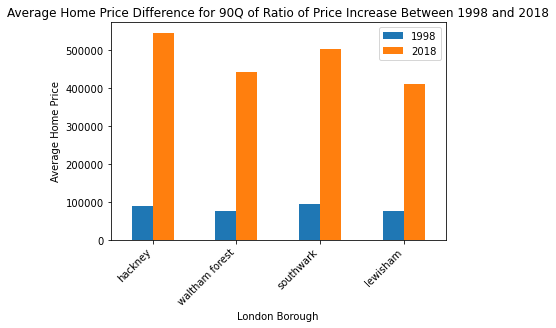 Average Home Price Difference for 90Q of Ratio of Price Increase Between 1998 and 2018
1998
2018
Average Home Price
500000
400000
300000
200000
100000
0
hackney
waltham forest
southwark
lewisham
London Borough